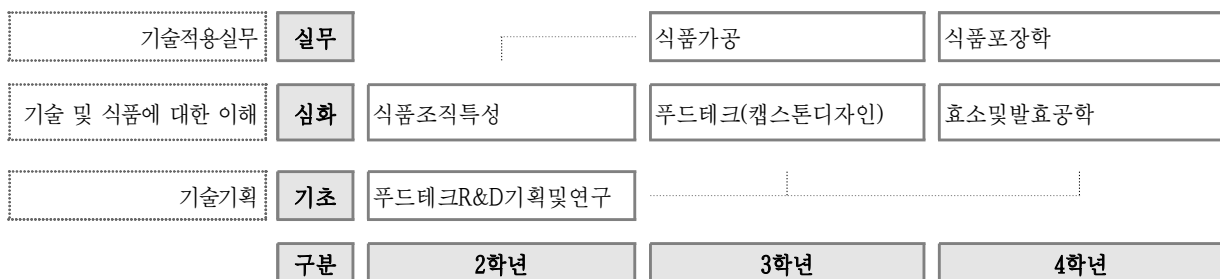 기술적용실무 실무 식품가공 식품포장학
기술 및 식품에 대한 이해 심화 식품조직특성 푸드테크(캡스톤디자인) 효소및발효공학
기술기획 기초 푸드테크R&D기획및연구
구분 2학년 3학년 4학년